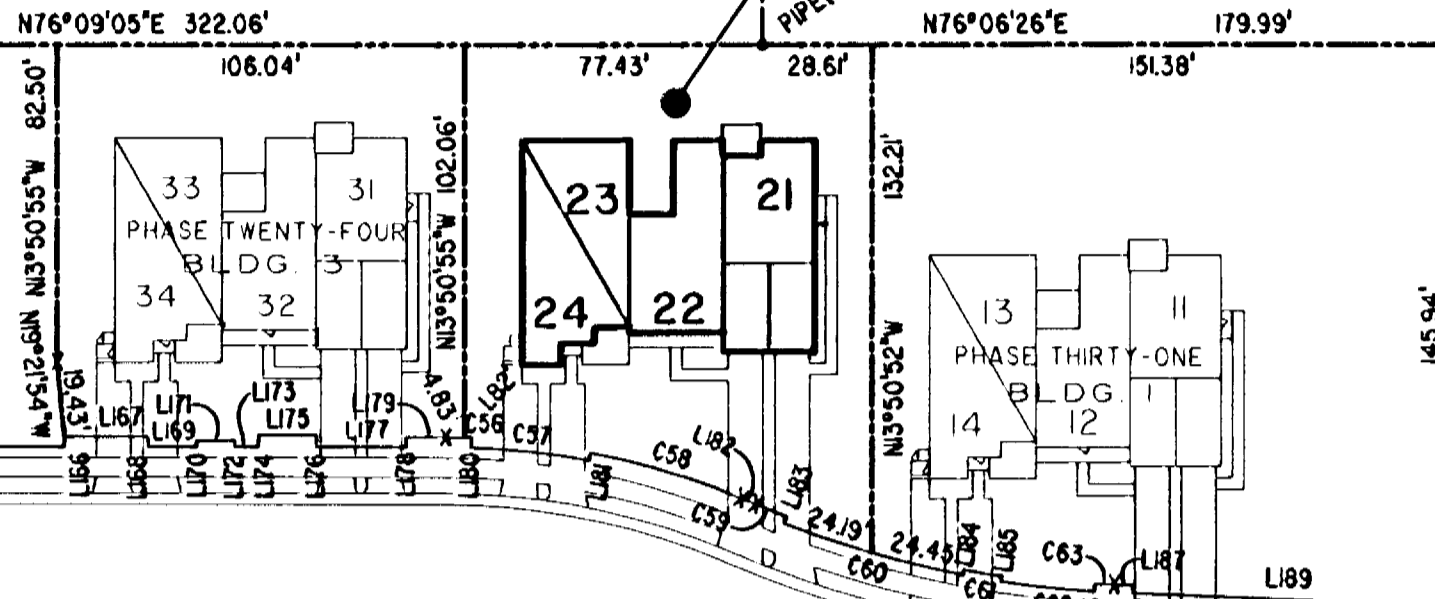 N76°09'05"E 322.06'
PIPER
N76°06'26"E 179.99'
106.04'
77.43'
28.61'
151.38'
82.50'
N13°50'55"W
N19°21'54"W
19.43'
N13°50'55"W 102.06'
132.21'
N13°50'52"W
145.94'
33
31
PHASE TWENTY-FOUR
BLDG. 3
34
32
23
21
24
22
13
11
PHASE THIRTY-ONE
BLDG. 1
14
12
L167
L171
L169
L173
L175
L177
L179
4.83
C56
C57
C58
L182
L183
C59
24.19'
24.45
L184
L185
C60
C61
C63
L187
L189
L168
L170
L172
L174
L176
L178
L180
L181
D
D
D